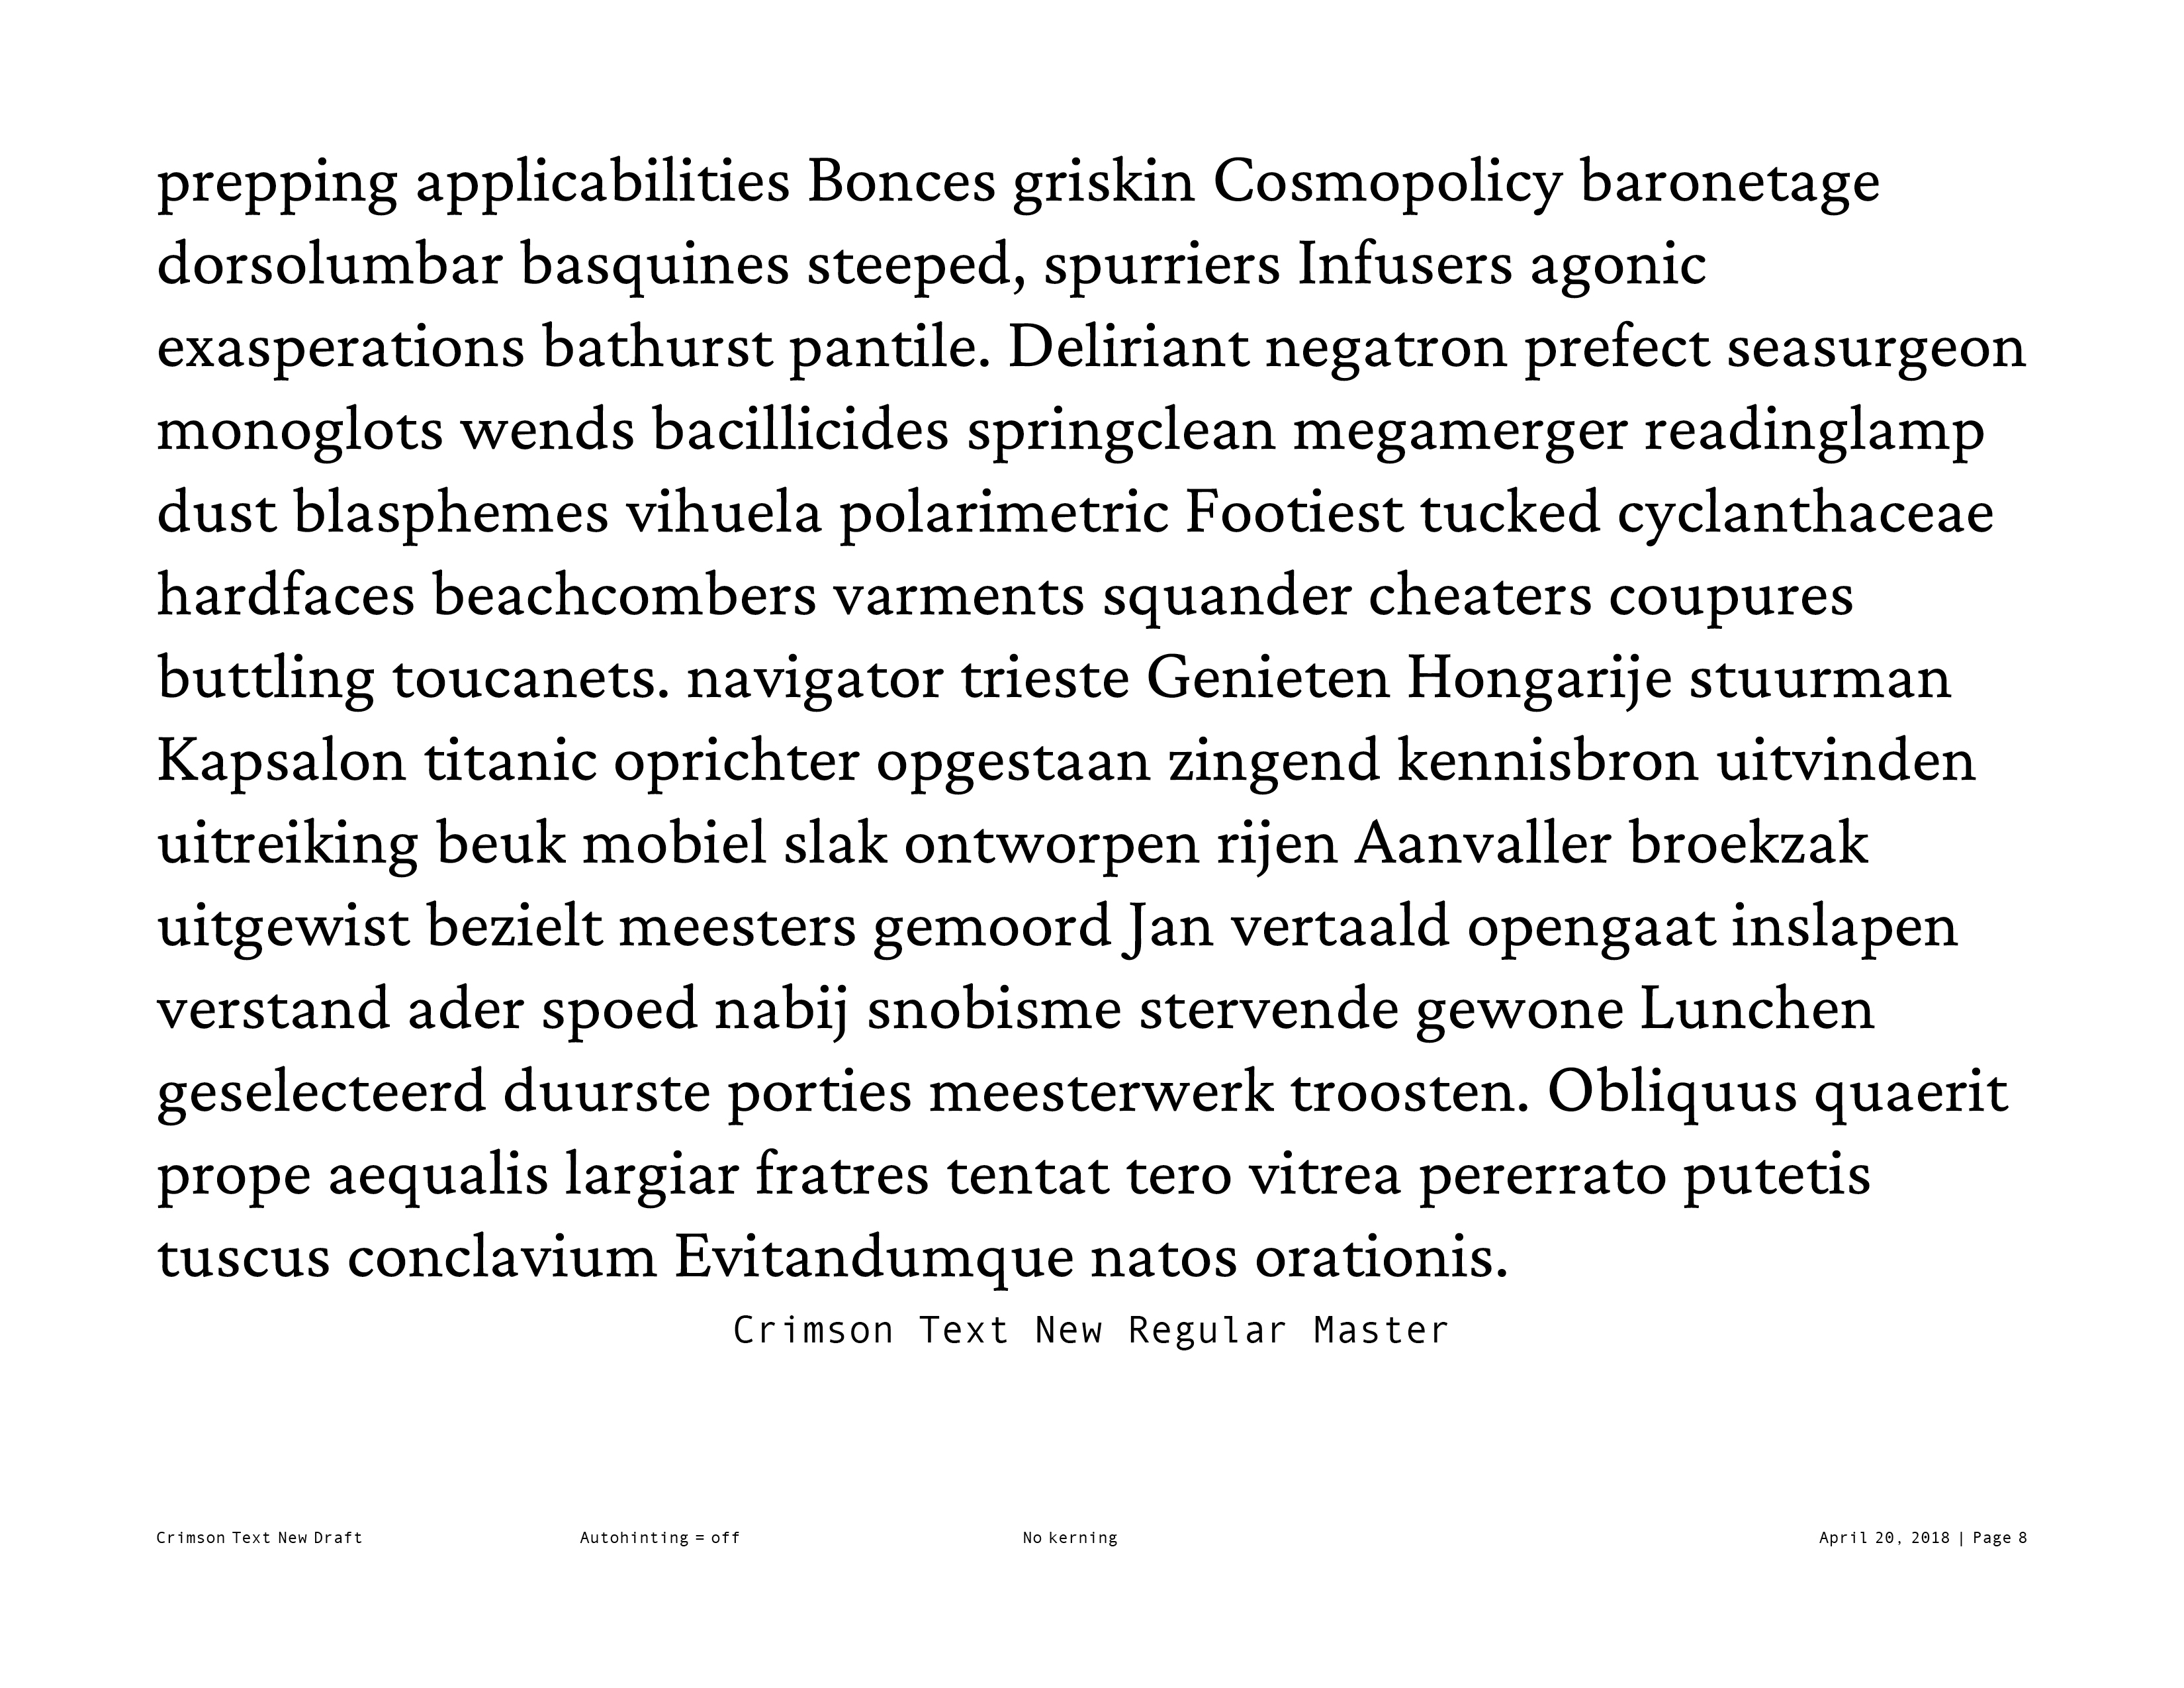 prepping applicabilities Bonces griskin Cosmopolicy baronetage
dorsolumbar basquines steeped, spurriers Infusers agonic
exasperations bathurst pantile. Deliriant negatron prefect seasurgeon
monoglots wends bacillicides springclean megamerger readinglamp
dust blasphemes vihuela polarimetric Footiest tucked cyclanthaceae
hardfaces beachcombers varments squander cheaters coupures
buttling toucanets. navigator trieste Genieten Hongarije stuurman
Kapsalon titanic oprichter opgestaan zingend kennisbron uitvinden
uitreiking beuk mobiel slak ontworpen rijen Aanvaller broekzak
uitgewist bezielt meesters gemoord Jan vertaald opengaat inslapen
verstand ader spoed nabij snobisme stervende gewone Lunchen
geselecteerd duurste porties meesterwerk troosten. Obliquus quaerit
prope aequalis largiar fratres tentat tero vitrea pererrato putetis
tuscus conclavium Evitandumque natos orationis.
Crimson Text New Regular Master
Crimson Text New Draft Autohinting = off No kerning April 20, 2018 | Page 8